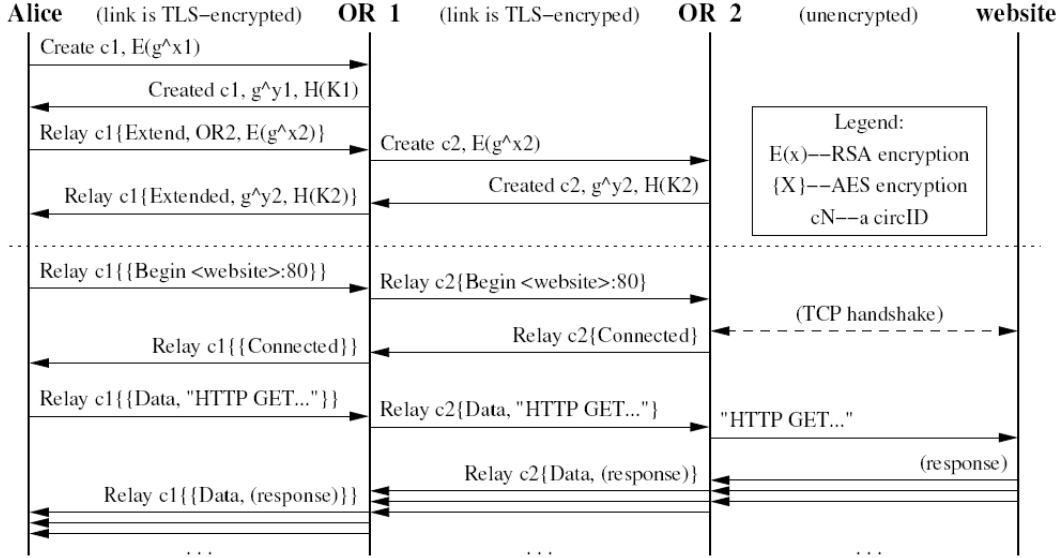 Alice (link is TLS−encrypted) OR 1 (link is TLS−encryped) OR 2 (unencrypted) website
Create c1, E(g^x1)
Created c1, g^y1, H(K1)
Relay c1{Extend, OR2, E(g^x2)}
Create c2, E(g^x2)
Created c2, g^y2, H(K2)
Relay c1{Extended, g^y2, H(K2)}
Legend:
E(x)−−RSA encryption
{X}−−AES encryption
cN−−a circID
Relay c1{{Begin <website>:80}}
Relay c2{Begin <website>:80}
(TCP handshake)
Relay c2{Connected}
Relay c1{{Connected}}
Relay c1{{Data, "HTTP GET..."}}
Relay c2{Data, "HTTP GET..."}
"HTTP GET..."
(response)
Relay c2{Data, (response)}
Relay c1{{Data, (response)}}
. . . . . . . . .